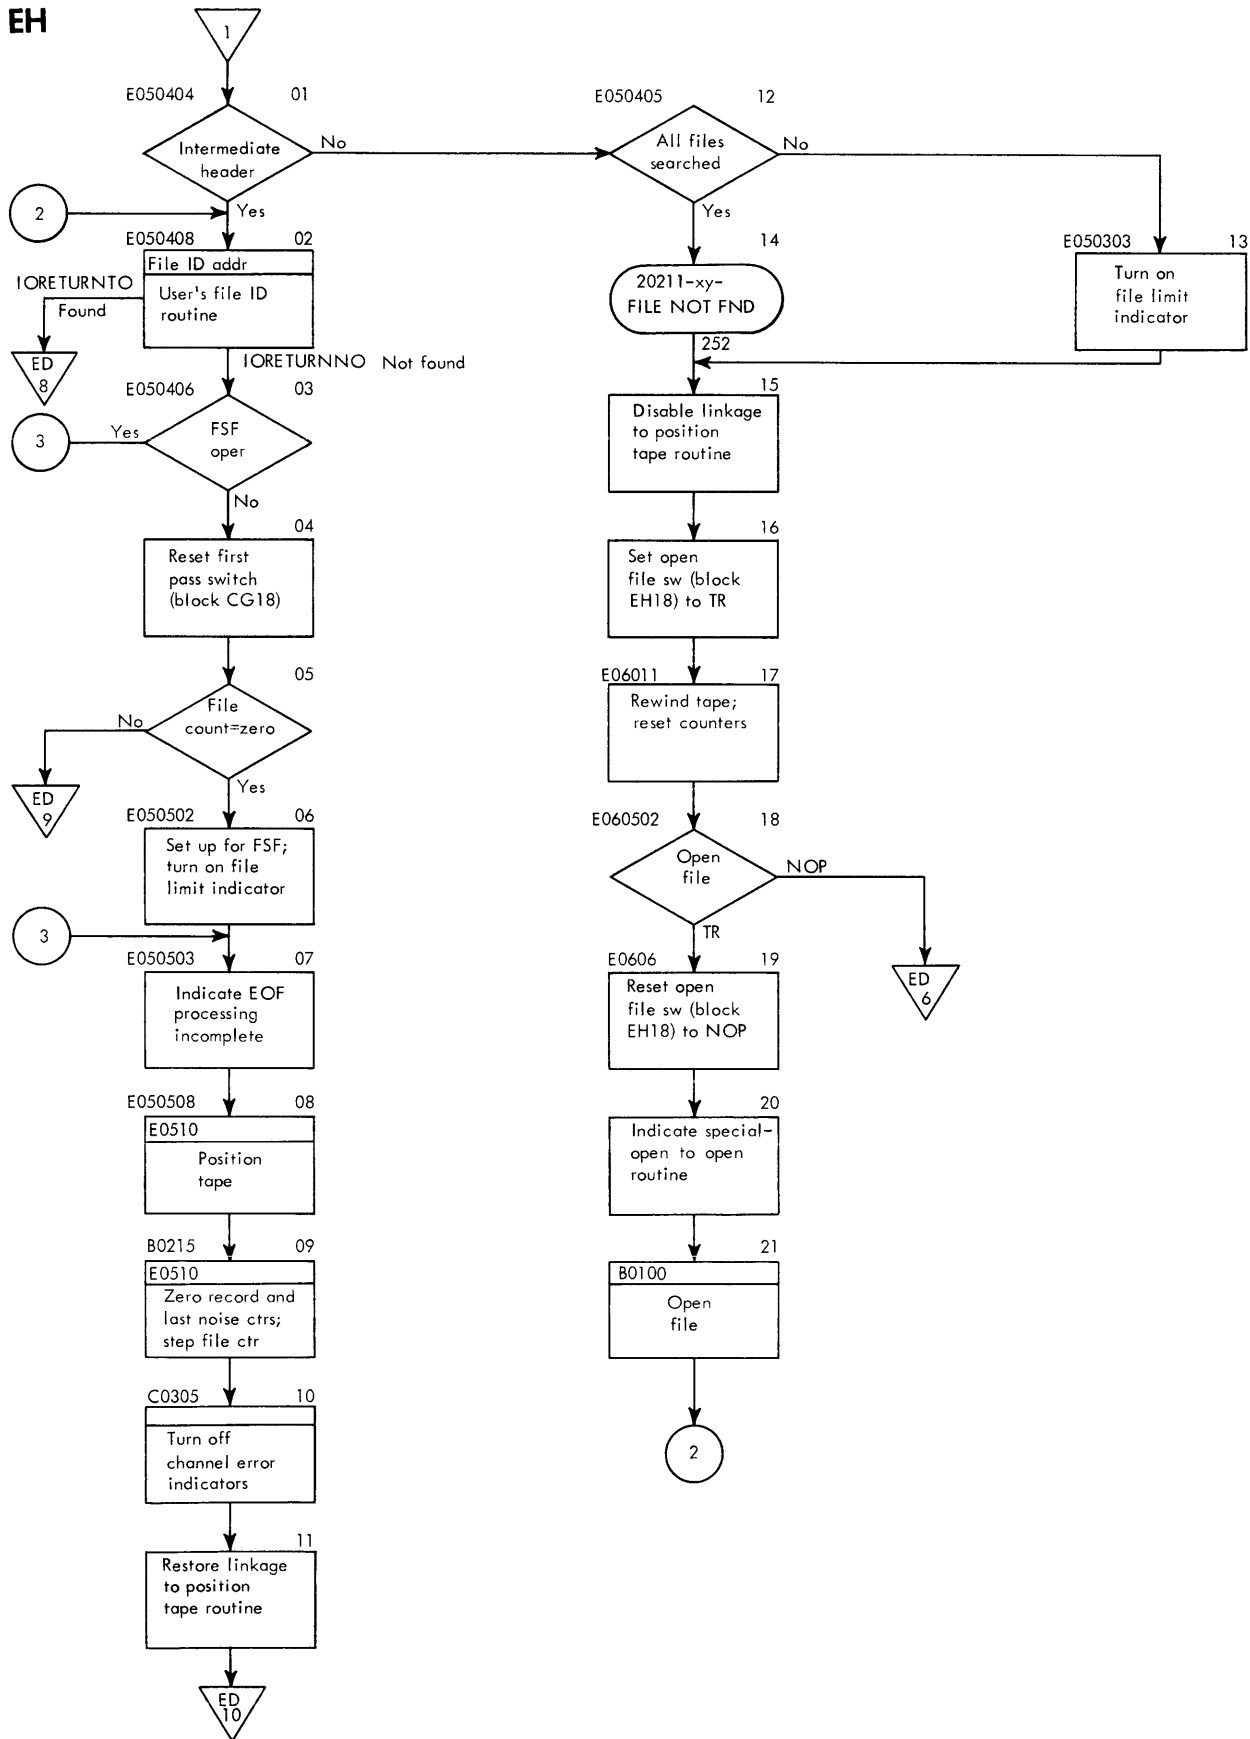 EH
1
E050404 01
Intermediate
header
No
Yes
2
E050408 02
File ID addr
User's file ID
routine
IORETURNTO
Found
ED
8
IORETURNNO Not found
E050406 03
FSF
oper
Yes
3
No
04
Reset first
pass switch
(block CG18)
05
File
count=zero
No
ED
9
Yes
E050502 06
Set up for FSF;
turn on file
limit indicator
3
E050503 07
Indicate EOF
processing
incomplete
E050508 08
E0510
Position
tape
B0215 09
E0510
Zero record and
last noise ctrs;
step file ctr
C0305 10
Turn off
channel error
indicators
11
Restore linkage
to position
tape routine
ED
10
E050405 12
All files
searched
No
Yes
E050303 13
Turn on
file limit
indicator
14
20211-xy-
FILE NOT FND
252
15
Disable linkage
to position
tape routine
16
Set open
file sw (block
EH18) to TR
E06011 17
Rewind tape;
reset counters
E060502 18
Open
file
NOP
ED
6
TR
E0606 19
Reset open
file sw (block
EH18) to NOP
20
Indicate special-
open to open
routine
21
B0100
Open
file
2